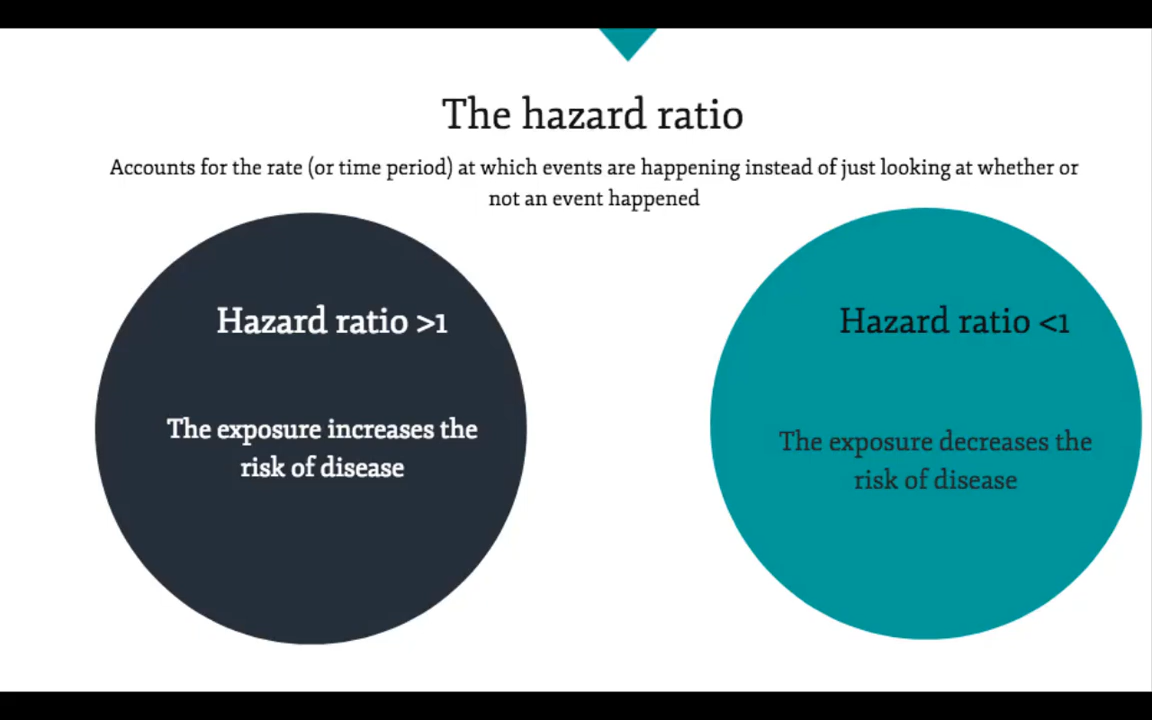 The hazard ratio
Accounts for the rate (or time period) at which events are happening instead of just looking at whether or
not an event happened
Hazard ratio >1
The exposure increases the
risk of disease
Hazard ratio <1
The exposure decreases the
risk of disease